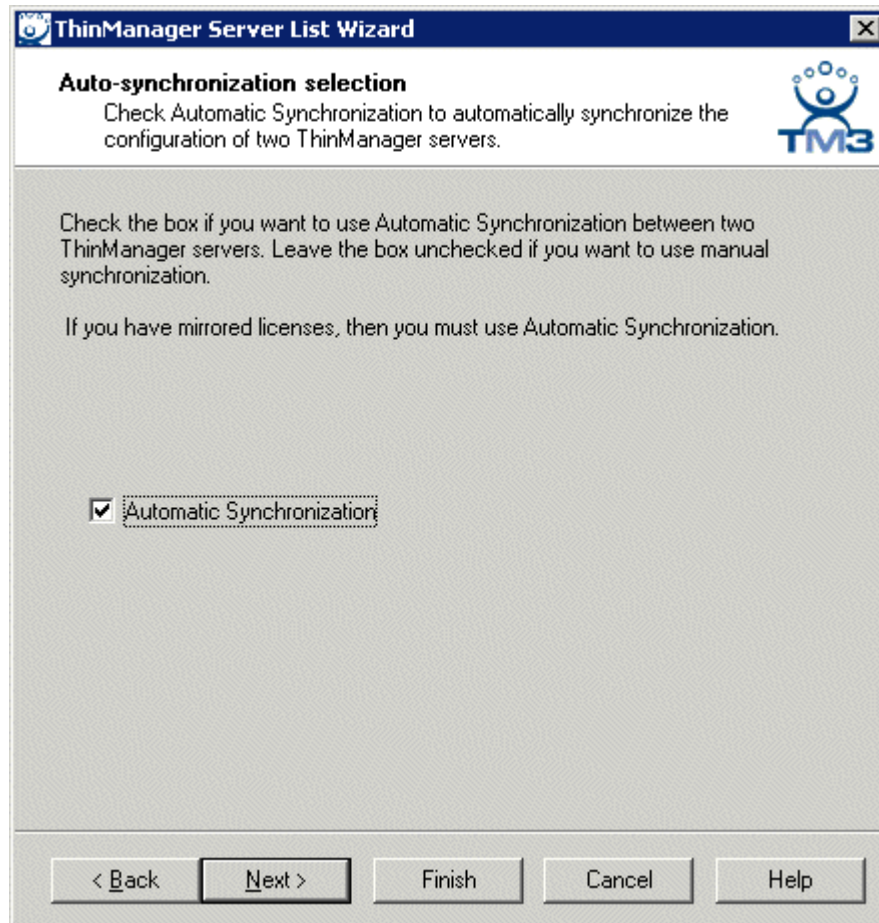 ThinManager Server List Wizard
Auto-synchronization selection
Check Automatic Synchronization to automatically synchronize the
configuration of two ThinManager servers.
TM3
Check the box if you want to use Automatic Synchronization between two
ThinManager servers. Leave the box unchecked if you want to use manual
synchronization.
If you have mirrored licenses, then you must use Automatic Synchronization.
Automatic Synchronization
< Back Next > Finish Cancel Help